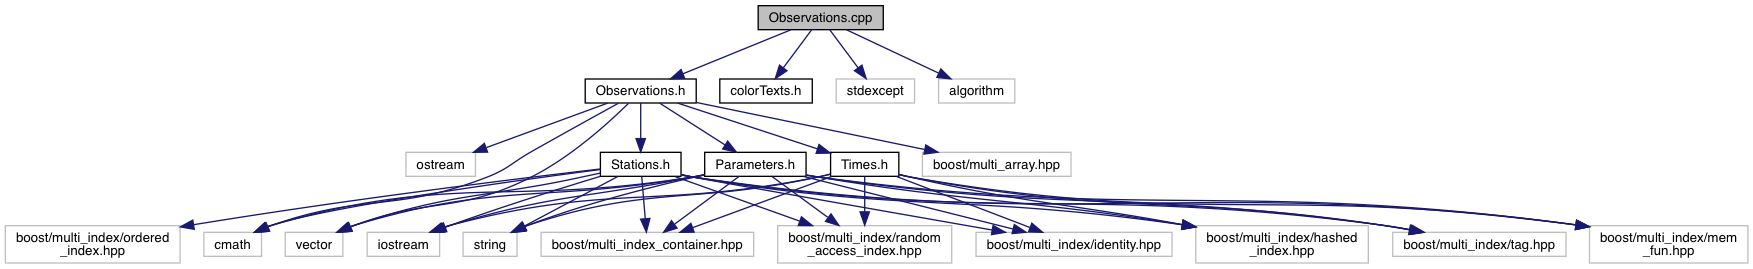 Observations.cpp
Observations.h
colorTexts.h
stdexcept
algorithm
ostream
Stations.h
Parameters.h
Times.h
boost/multi_array.hpp
boost/multi_index/ordered
_index.hpp
cmath
vector
iostream
string
boost/multi_index_container.hpp
boost/multi_index/random
_access_index.hpp
boost/multi_index/identity.hpp
boost/multi_index/hashed
_index.hpp
boost/multi_index/tag.hpp
boost/multi_index/mem
_fun.hpp